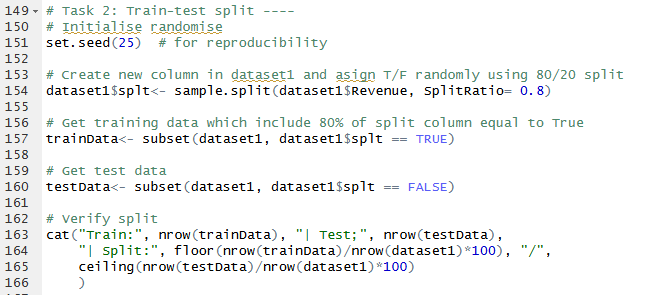 149 # Task 2: Train-test split ----
150 # Initialise randomise
151 set.seed(25)  # for reproducibility
152
153 # Create new column in dataset1 and asign T/F randomly using 80/20 split
154 dataset1$splt<- sample.split(dataset1$Revenue, SplitRatio= 0.8)
155
156 # Get training data which include 80% of split column equal to True
157 trainData<- subset(dataset1, dataset1$splt == TRUE)
158
159 # Get test data
160 testData<- subset(dataset1, dataset1$splt == FALSE)
161
162 # Verify split
163 cat("Train:", nrow(trainData), "| Test;", nrow(testData),
164     "| Split:", floor(nrow(trainData)/nrow(dataset1)*100), "/",
165     ceiling(nrow(testData)/nrow(dataset1)*100)
166     )